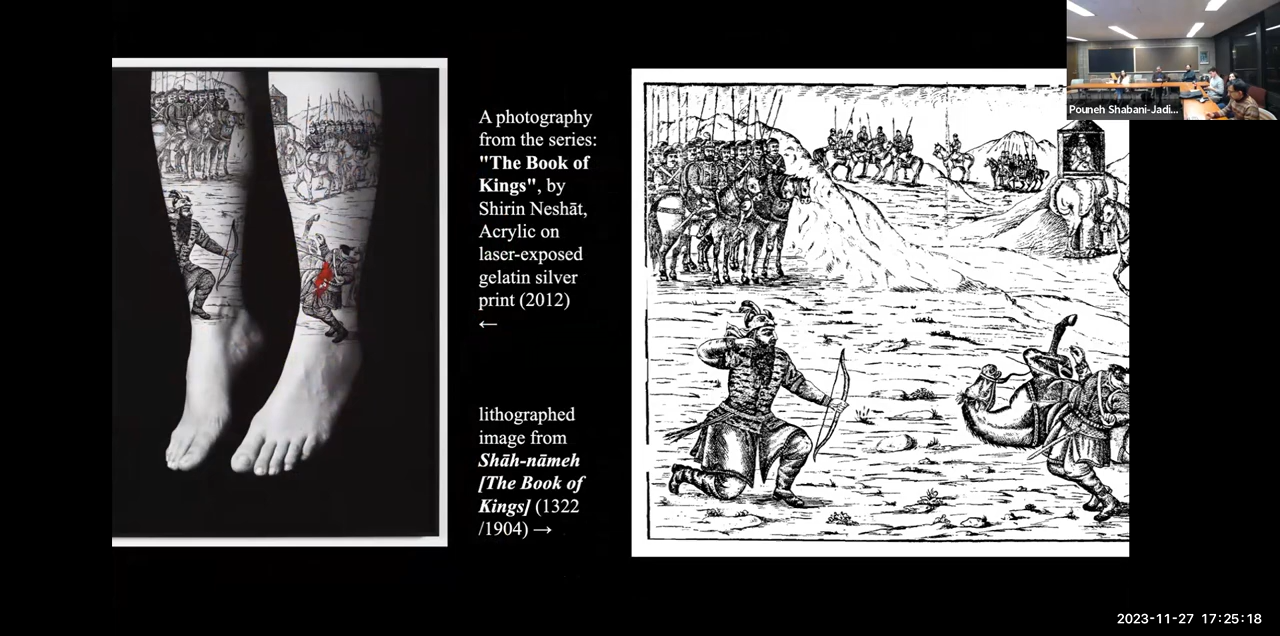 Pouneh Shabani-Jadi...
A photography
from the series:
"The Book of
Kings", by
Shirin Neshāt,
Acrylic on
laser-exposed
gelatin silver
print (2012)
←
lithographed
image from
Shāh-nāmeh
[The Book of
Kings] (1322
/1904) →
2023-11-27 17:25:18